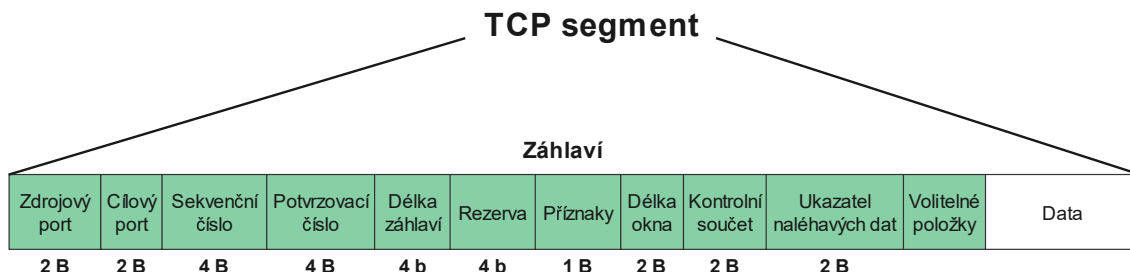 TCP segment
Záhlaví
Zdrojový port
Cílový port
Sekvenční číslo
Potvrzovací číslo
Délka záhlaví
Rezerva
Příznaky
Délka okna
Kontrolní součet
Ukazatel naléhavých dat
Volitelné položky
Data
2 B
2 B
4 B
4 B
4 b
4 b
1 B
2 B
2 B
2 B